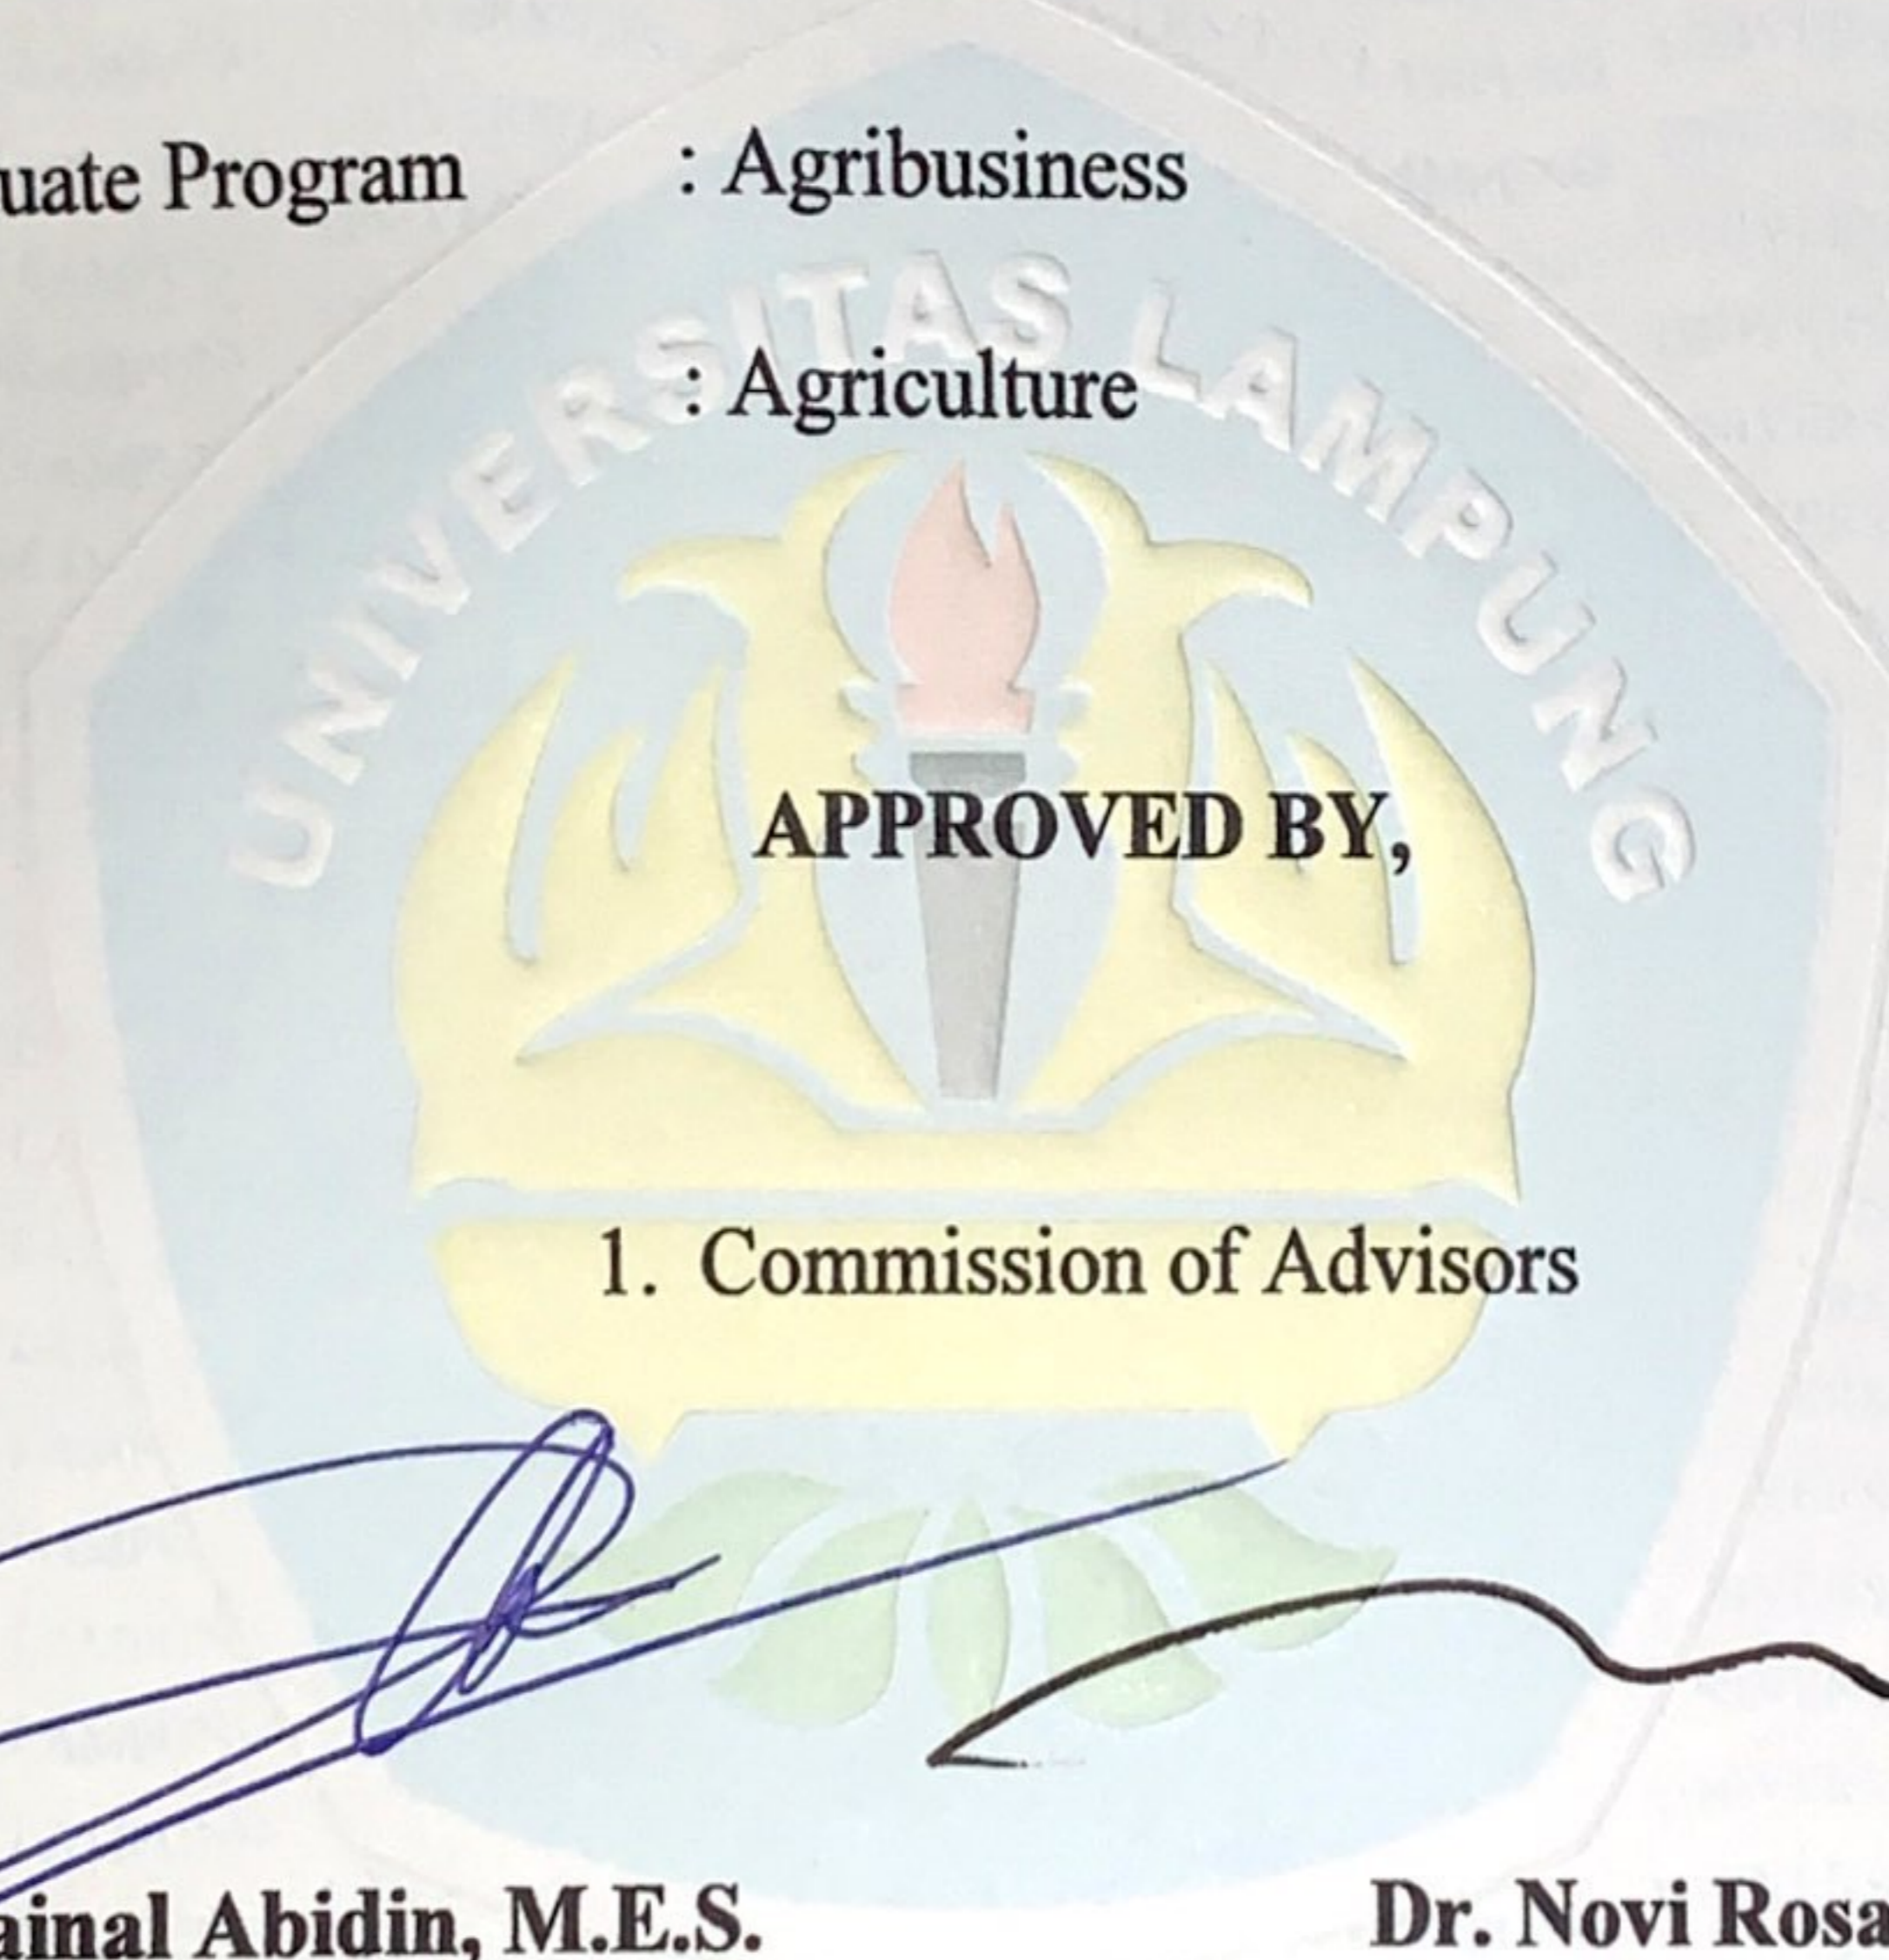 uate Program : Agribusiness
: Agriculture
UNIVERSITAS LAMPUNG
APPROVED BY,
1. Commission of Advisors
ainal Abidin, M.E.S. Dr. Novi Rosa